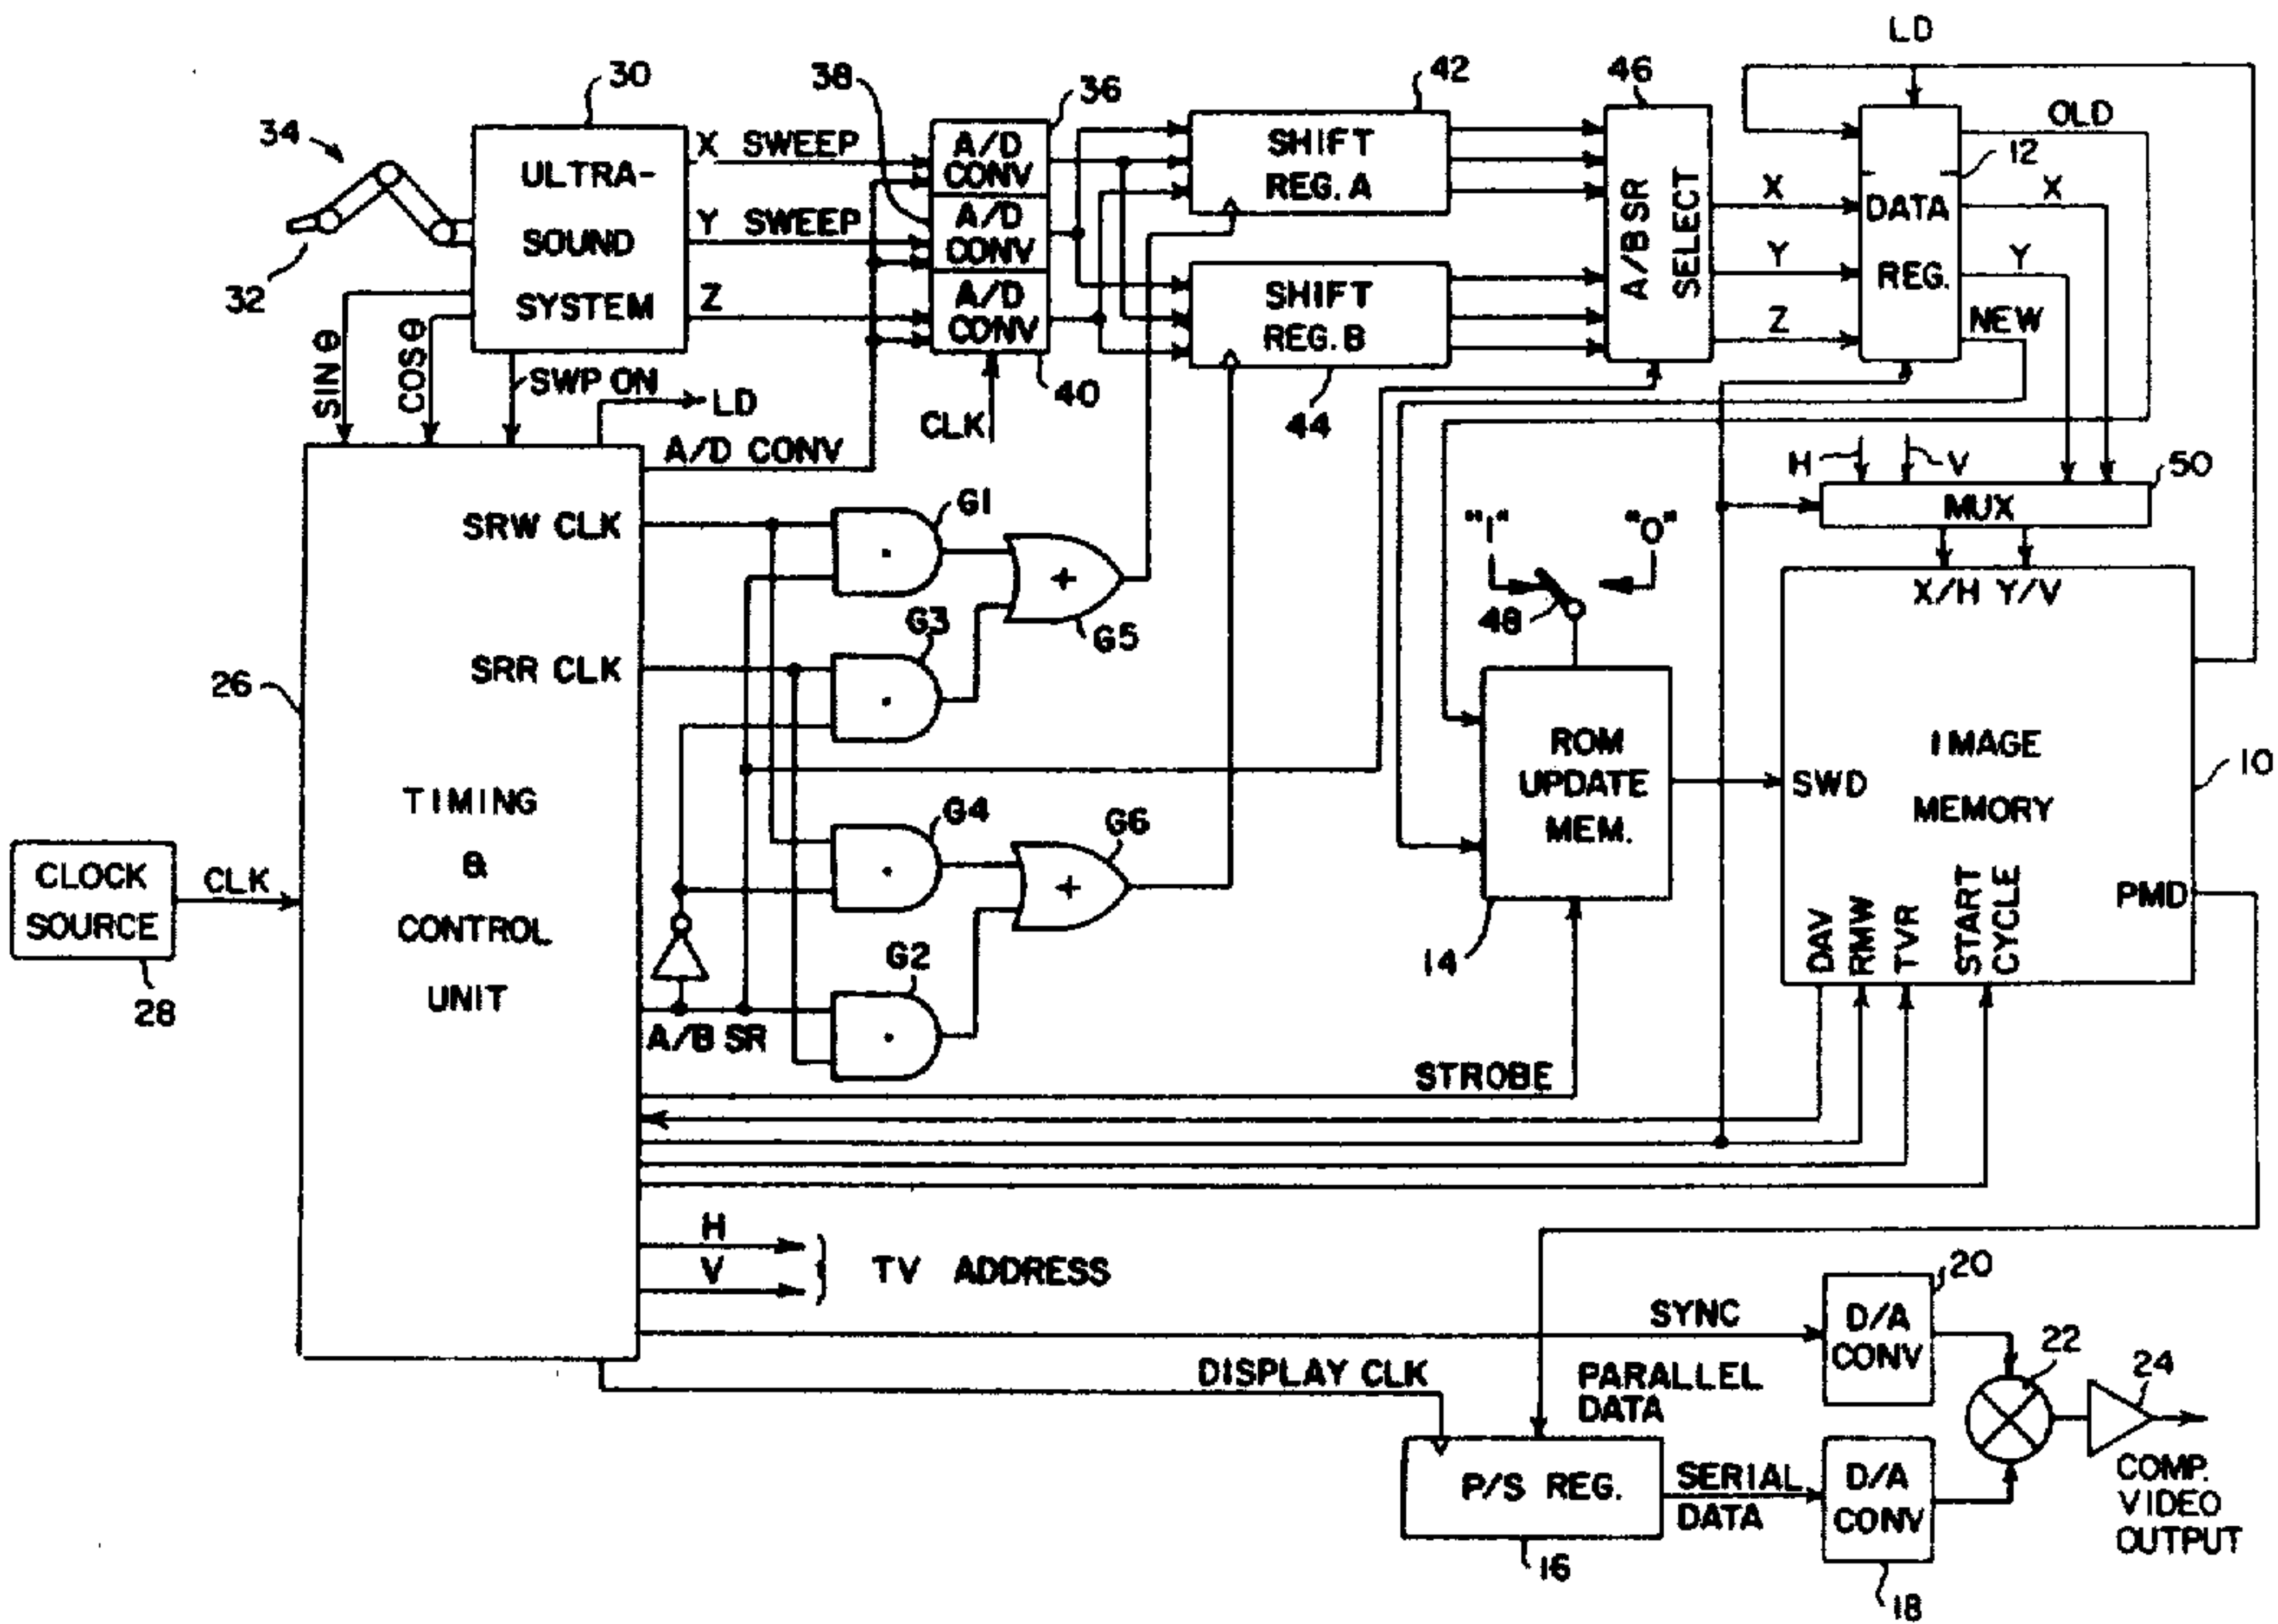 LD
30
38
36
42
46
34
ULTRA-
SOUND
SYSTEM
X SWEEP
Y SWEEP
Z
A/D
CONV
A/D
CONV
A/D
CONV
SHIFT
REG. A
SHIFT
REG. B
A/B SR
SELECT
X
Y
Z
DATA
REG.
OLD
12
X
Y
NEW
32
SIN θ
COS θ
SWP ON
LD
A/D CONV
CLK
40
44
H
V
50
MUX
SRW CLK
G1
G3
G5
SRR CLK
"1"
"0"
48
X/H Y/V
26
TIMING
&
CONTROL
UNIT
ROM
UPDATE
MEM.
SWD
IMAGE
MEMORY
10
CLOCK
SOURCE
CLK
28
G4
G6
G2
14
DAV
RMW
TVR
START
CYCLE
PMD
A/B SR
STROBE
H
V
TV ADDRESS
SYNC
20
D/A
CONV
22
24
DISPLAY CLK
PARALLEL
DATA
P/S REG.
SERIAL
DATA
D/A
CONV
COMP.
VIDEO
OUTPUT
16
18